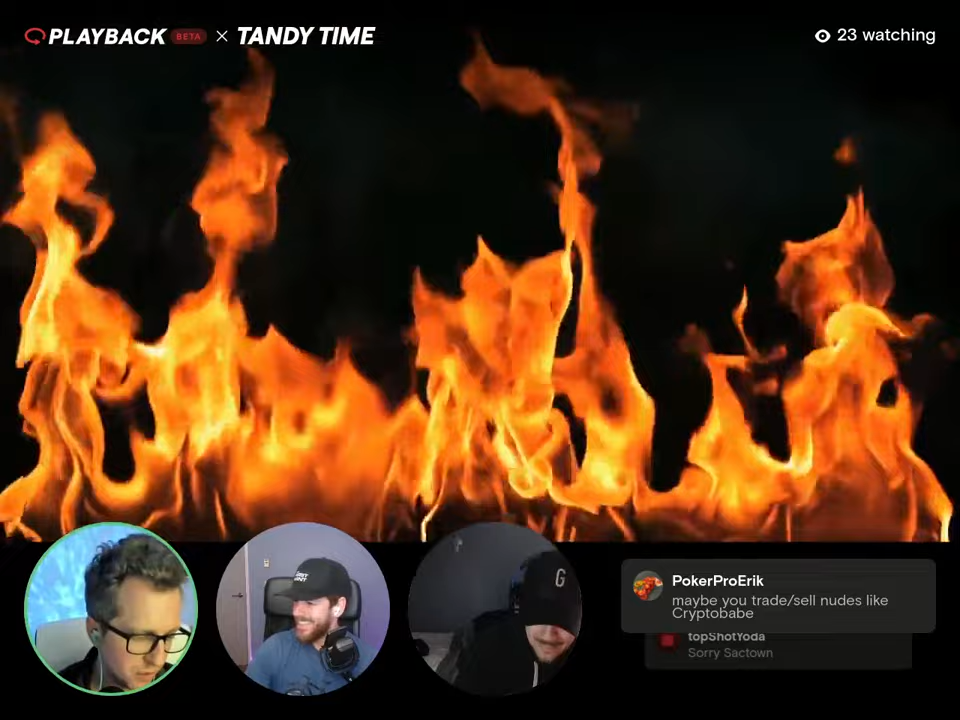 PLAYBACK BETA × TANDY TIME
23 watching
G
PokerProErik
maybe you trade/sell nudes like
Cryptobabe
topShotYoda
Sorry Sactown